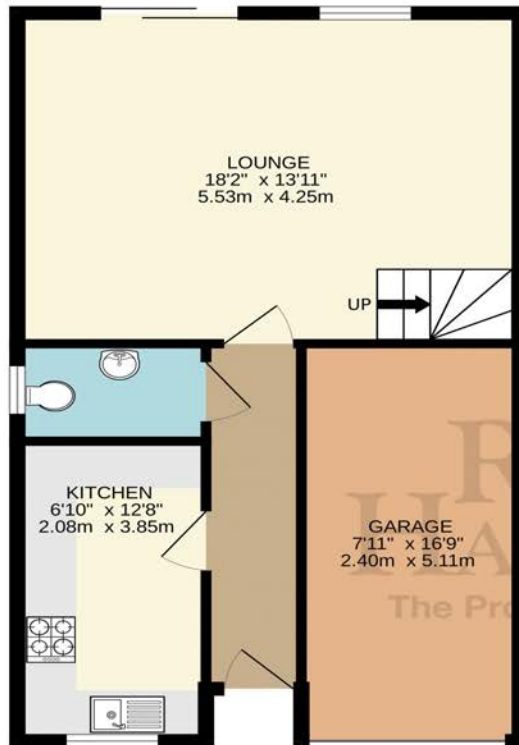 LOUNGE
18'2" x 13'11"
5.53m x 4.25m
UP
KITCHEN
6'10" x 12'8"
2.08m x 3.85m
GARAGE
7'11" x 16'9"
2.40m x 5.11m
The